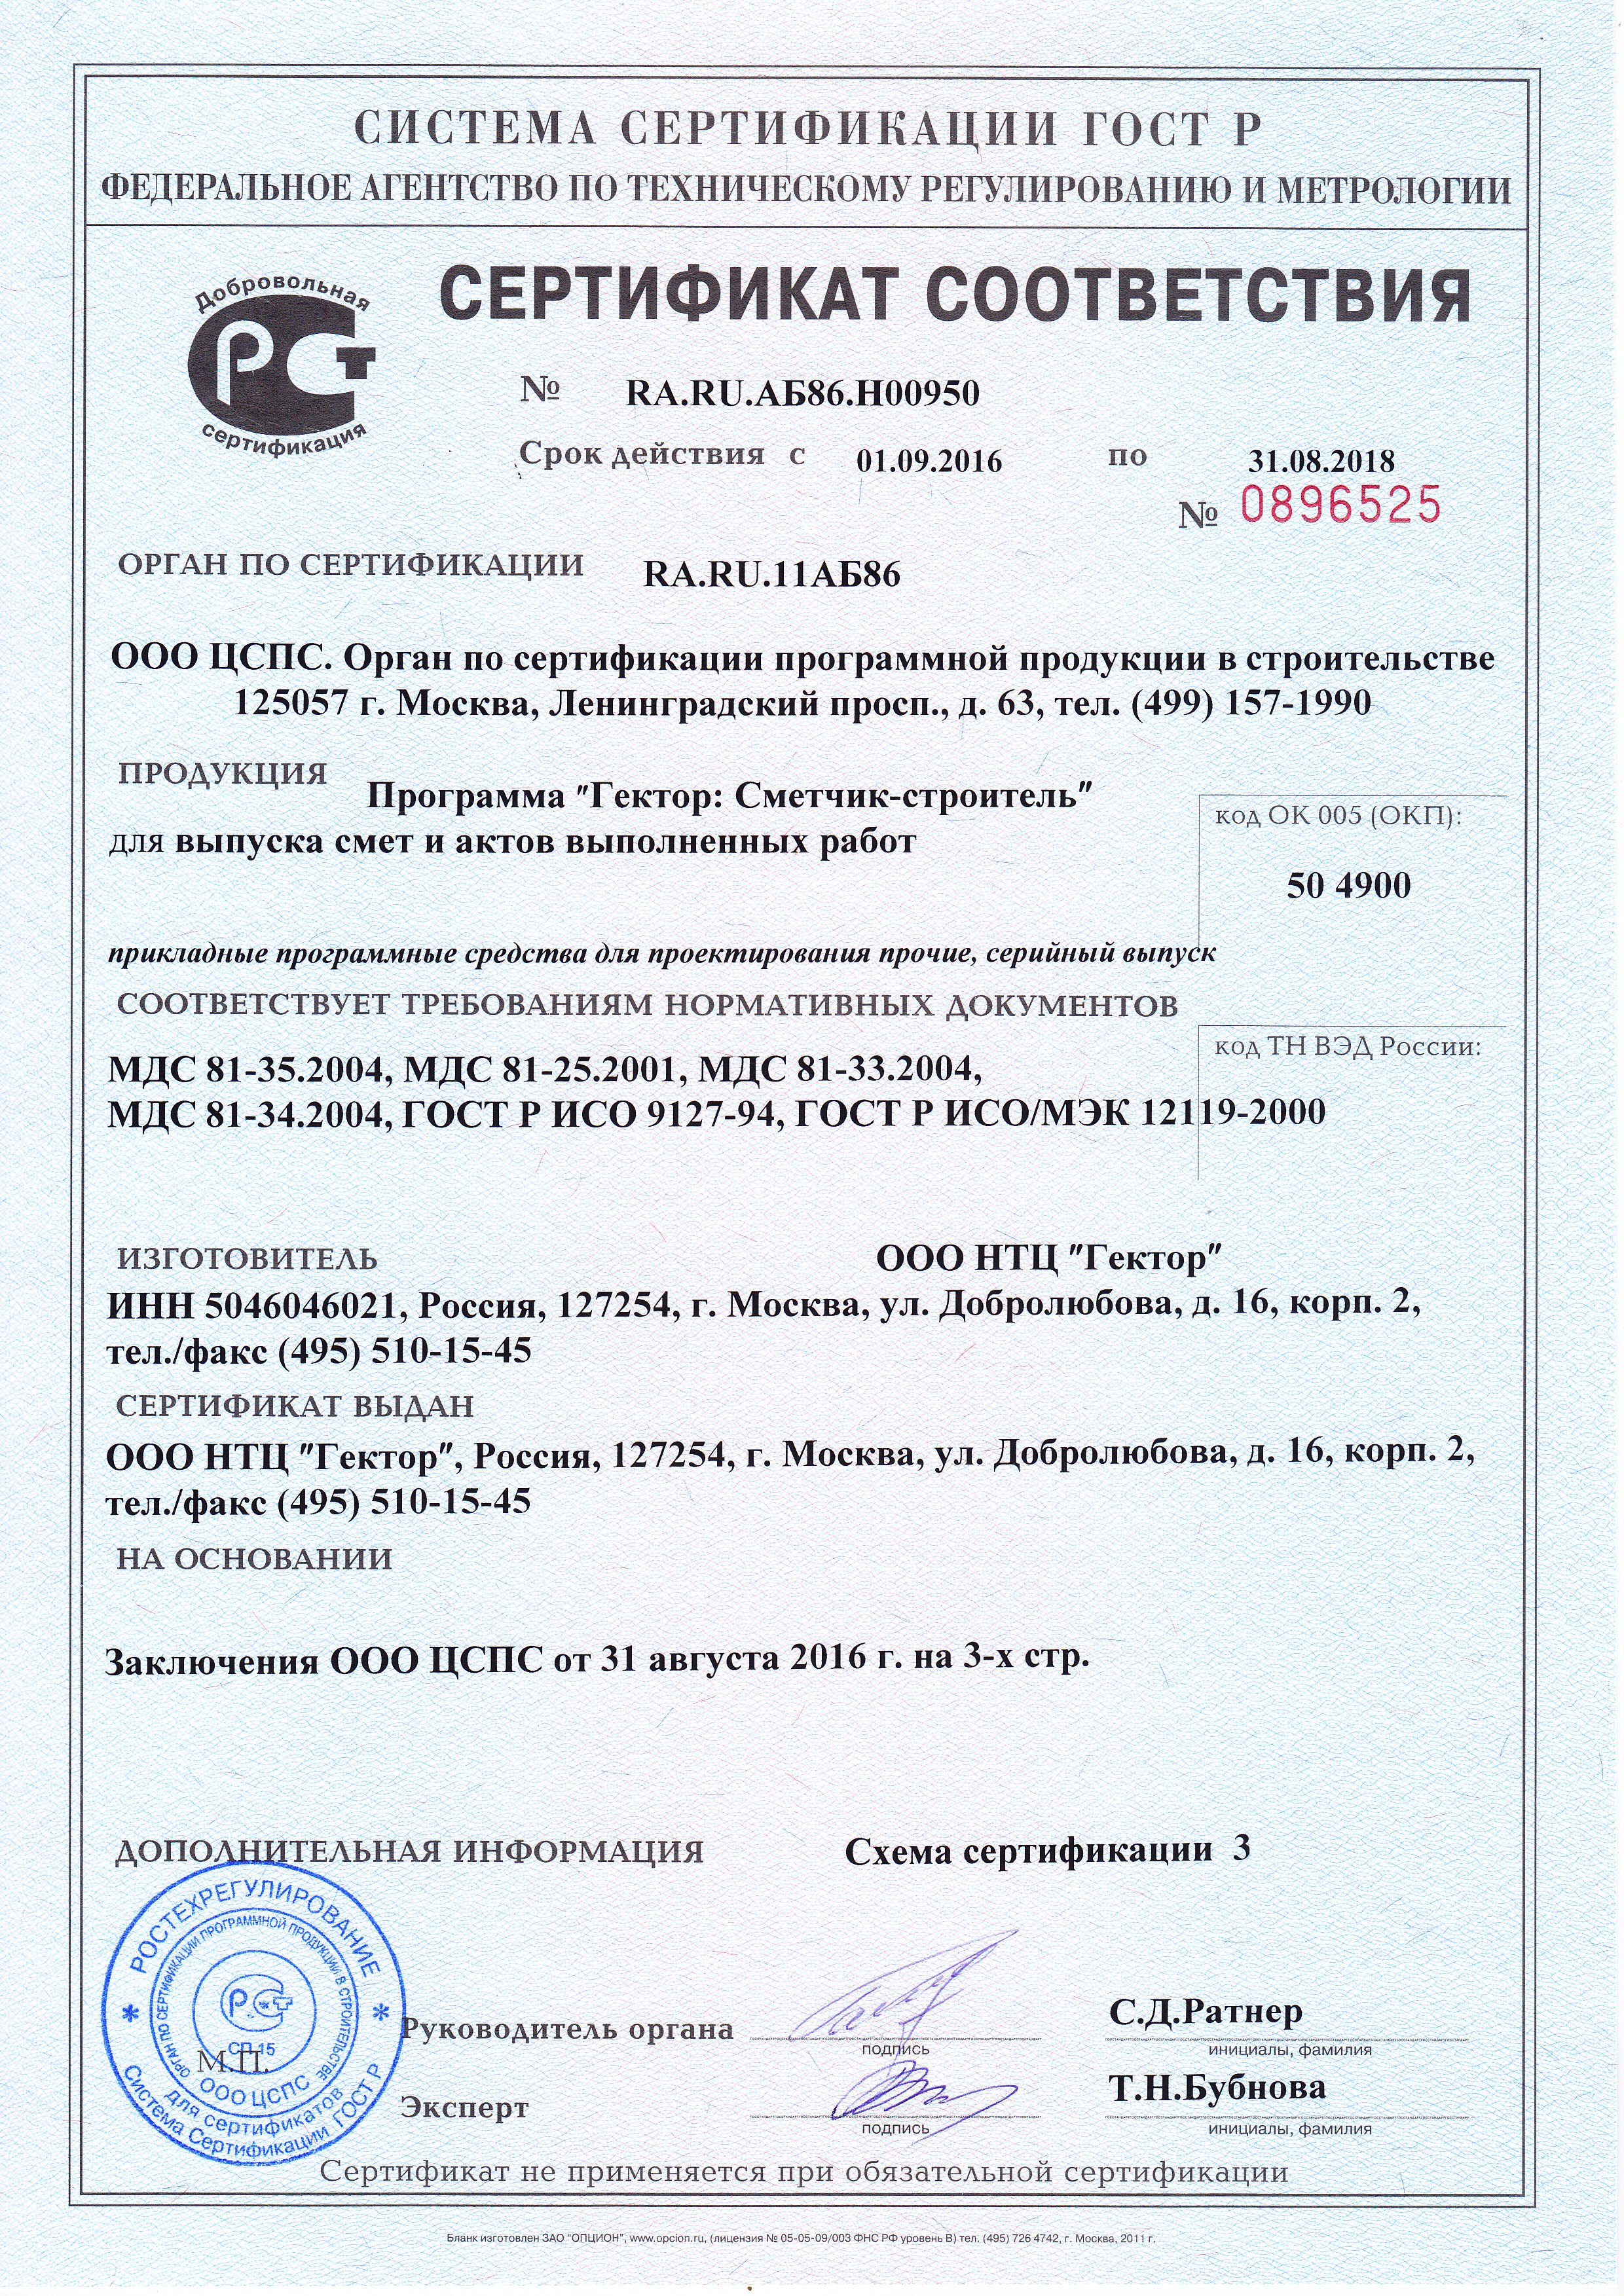 СИСТЕМА СЕРТИФИКАЦИИ ГОСТ Р
ФЕДЕРАЛЬНОЕ АГЕНТСТВО ПО ТЕХНИЧЕСКОМУ РЕГУЛИРОВАНИЮ И МЕТРОЛОГИИ
Добровольная
РСТ
сертификация
СЕРТИФИКАТ СООТВЕТСТВИЯ
№ RA.RU.АБ86.Н00950
Срок действия с 01.09.2016 по 31.08.2018
№ 0896525
ОРГАН ПО СЕРТИФИКАЦИИ RA.RU.11АБ86
ООО ЦСПС. Орган по сертификации программной продукции в строительстве
125057 г. Москва, Ленинградский просп., д. 63, тел. (499) 157-1990
ПРОДУКЦИЯ Программа "Гектор: Сметчик-строитель"
для выпуска смет и актов выполненных работ
код ОК 005 (ОКП):
50 4900
прикладные программные средства для проектирования прочие, серийный выпуск
СООТВЕТСТВУЕТ ТРЕБОВАНИЯМ НОРМАТИВНЫХ ДОКУМЕНТОВ
код ТН ВЭД России:
МДС 81-35.2004, МДС 81-25.2001, МДС 81-33.2004,
МДС 81-34.2004, ГОСТ Р ИСО 9127-94, ГОСТ Р ИСО/МЭК 12119-2000
ИЗГОТОВИТЕЛЬ ООО НТЦ "Гектор"
ИНН 5046046021, Россия, 127254, г. Москва, ул. Добролюбова, д. 16, корп. 2,
тел./факс (495) 510-15-45
СЕРТИФИКАТ ВЫДАН
ООО НТЦ "Гектор", Россия, 127254, г. Москва, ул. Добролюбова, д. 16, корп. 2,
тел./факс (495) 510-15-45
НА ОСНОВАНИИ
Заключения ООО ЦСПС от 31 августа 2016 г. на 3-х стр.
ДОПОЛНИТЕЛЬНАЯ ИНФОРМАЦИЯ Схема сертификации 3
РОСТЕХРЕГУЛИРОВАНИЕ
Система Сертификации ГОСТ Р
ОРГАН ПО СЕРТИФИКАЦИИ ПРОГРАММНОЙ ПРОДУКЦИИ В СТРОИТЕЛЬСТВЕ
ООО ЦСПС
для сертификатов
РСТ
СП 15
М.П.
Руководитель органа
подпись
С.Д.Ратнер
инициалы, фамилия
Эксперт
подпись
Т.Н.Бубнова
инициалы, фамилия
Сертификат не применяется при обязательной сертификации
Бланк изготовлен ЗАО "ОПЦИОН", www.opcion.ru, (лицензия № 05-05-09/003 ФНС РФ уровень В) тел. (495) 726 4742, г. Москва, 2011 г.